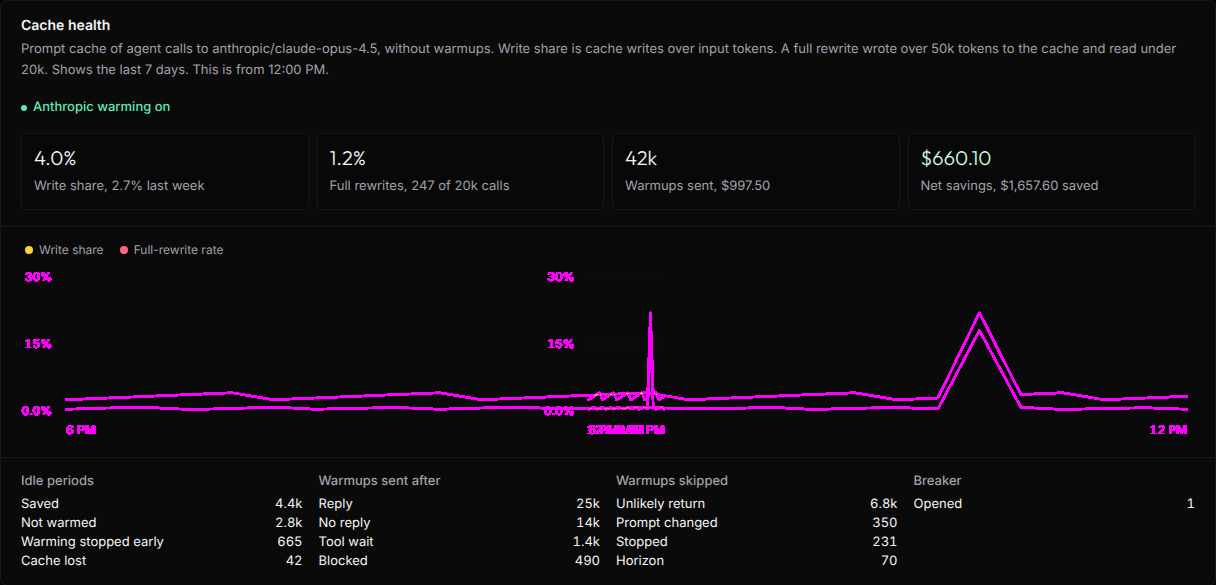 Cache health
Prompt cache of agent calls to anthropic/claude-opus-4.5, without warmups. Write share is cache writes over input tokens. A full rewrite wrote over 50k tokens to the cache and read under
20k. Shows the last 7 days. This is from 12:00 PM.
Anthropic warming on
4.0%
Write share, 2.7% last week
1.2%
Full rewrites, 247 of 20k calls
42k
Warmups sent, $997.50
$660.10
Net savings, $1,657.60 saved
Write share
Full-rewrite rate
30%
30%
15%
15%
0.0%
0.0%
6 PM
12 PM
Idle periods
Saved 4.4k
Not warmed 2.8k
Warming stopped early 665
Cache lost 42
Warmups sent after
Reply 25k
No reply 14k
Tool wait 1.4k
Blocked 490
Warmups skipped
Unlikely return 6.8k
Prompt changed 350
Stopped 231
Horizon 70
Breaker
Opened 1